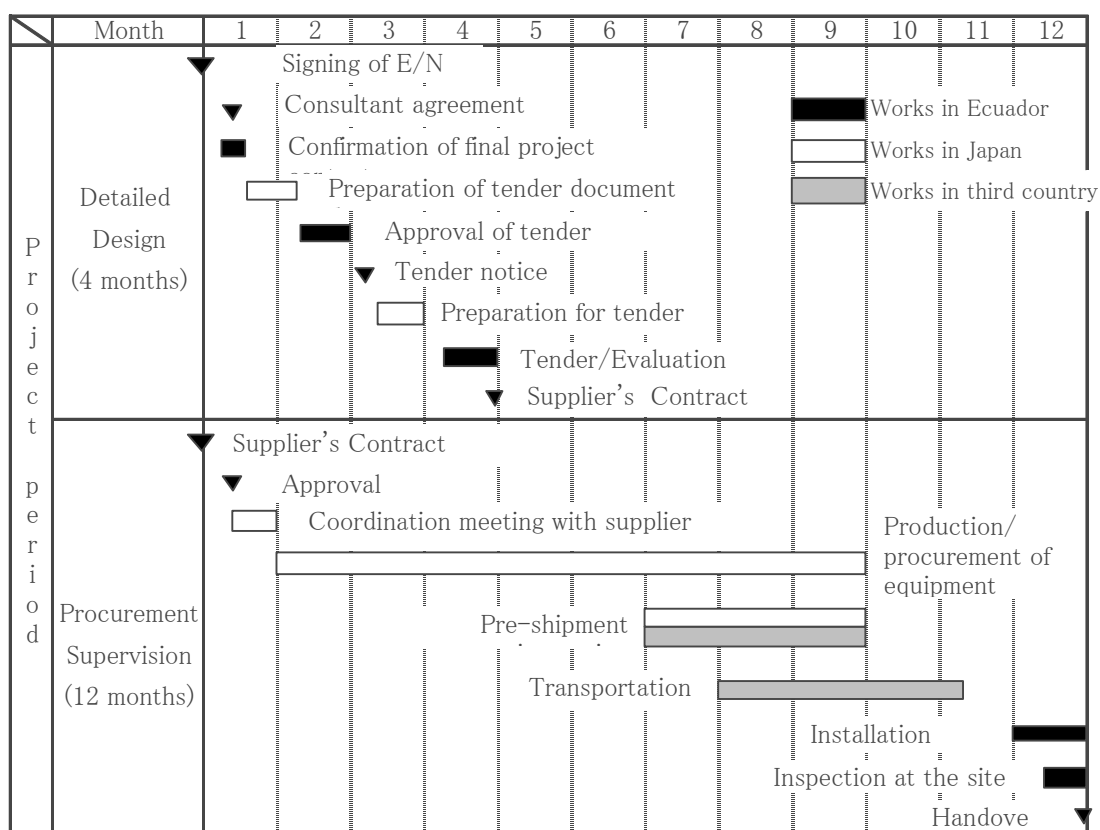 Month 1 2 3 4 5 6 7 8 9 10 11 12
Project period
Detailed
Design
(4 months)
Signing of E/N
Consultant agreement
Confirmation of final project
Preparation of tender document
Approval of tender
Tender notice
Preparation for tender
Tender/Evaluation
Supplier's Contract
Works in Ecuador
Works in Japan
Works in third country
Procurement
Supervision
(12 months)
Supplier's Contract
Approval
Coordination meeting with supplier
Production/
procurement of
equipment
Pre-shipment
Transportation
Installation
Inspection at the site
Handove